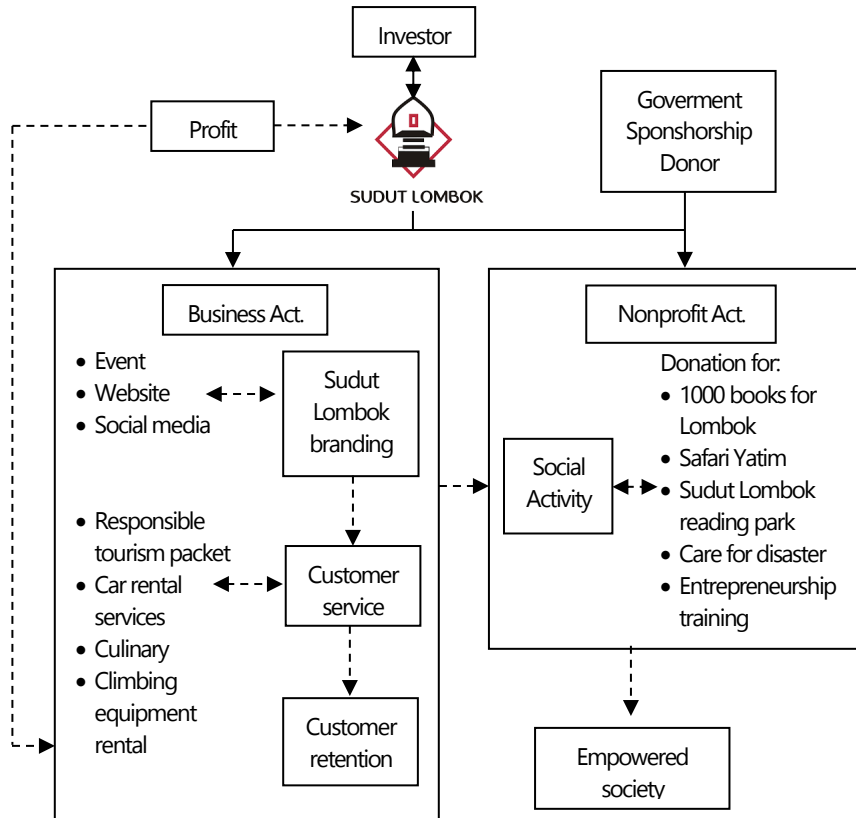 Investor
Profit
SUDUT LOMBOK
Goverment
Sponshorship
Donor
Business Act.
• Event
• Website
• Social media
Sudut
Lombok
branding
• Responsible
tourism packet
• Car rental
services
• Culinary
• Climbing
equipment
rental
Customer
service
Customer
retention
Nonprofit Act.
Social
Activity
Donation for:
• 1000 books for
Lombok
• Safari Yatim
• Sudut Lombok
reading park
• Care for disaster
• Entrepreneurship
training
Empowered
society